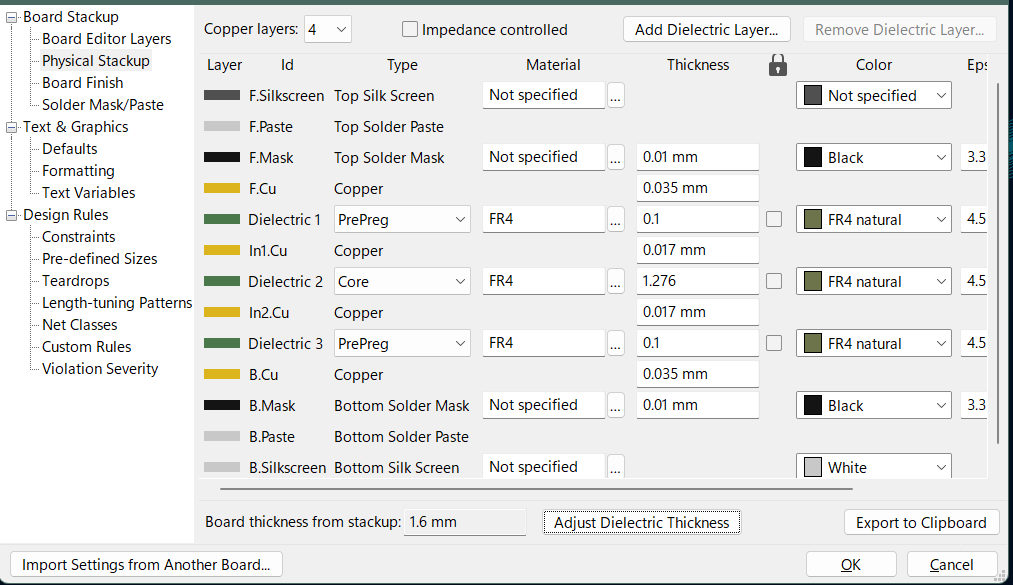 Board Stackup
Board Editor Layers
Physical Stackup
Board Finish
Solder Mask/Paste
Text & Graphics
Defaults
Formatting
Text Variables
Design Rules
Constraints
Pre-defined Sizes
Teardrops
Length-tuning Patterns
Net Classes
Custom Rules
Violation Severity
Copper layers: 4 Impedance controlled Add Dielectric Layer... Remove Dielectric Layer...
Layer Id Type Material Thickness Color Eps
F.Silkscreen Top Silk Screen Not specified ... Not specified
F.Paste Top Solder Paste
F.Mask Top Solder Mask Not specified ... 0.01 mm Black 3.3
F.Cu Copper 0.035 mm
Dielectric 1 PrePreg FR4 ... 0.1 FR4 natural 4.5
In1.Cu Copper 0.017 mm
Dielectric 2 Core FR4 ... 1.276 FR4 natural 4.5
In2.Cu Copper 0.017 mm
Dielectric 3 PrePreg FR4 ... 0.1 FR4 natural 4.5
B.Cu Copper 0.035 mm
B.Mask Bottom Solder Mask Not specified ... 0.01 mm Black 3.3
B.Paste Bottom Solder Paste
B.Silkscreen Bottom Silk Screen Not specified ... White
Board thickness from stackup: 1.6 mm Adjust Dielectric Thickness Export to Clipboard
Import Settings from Another Board... OK Cancel